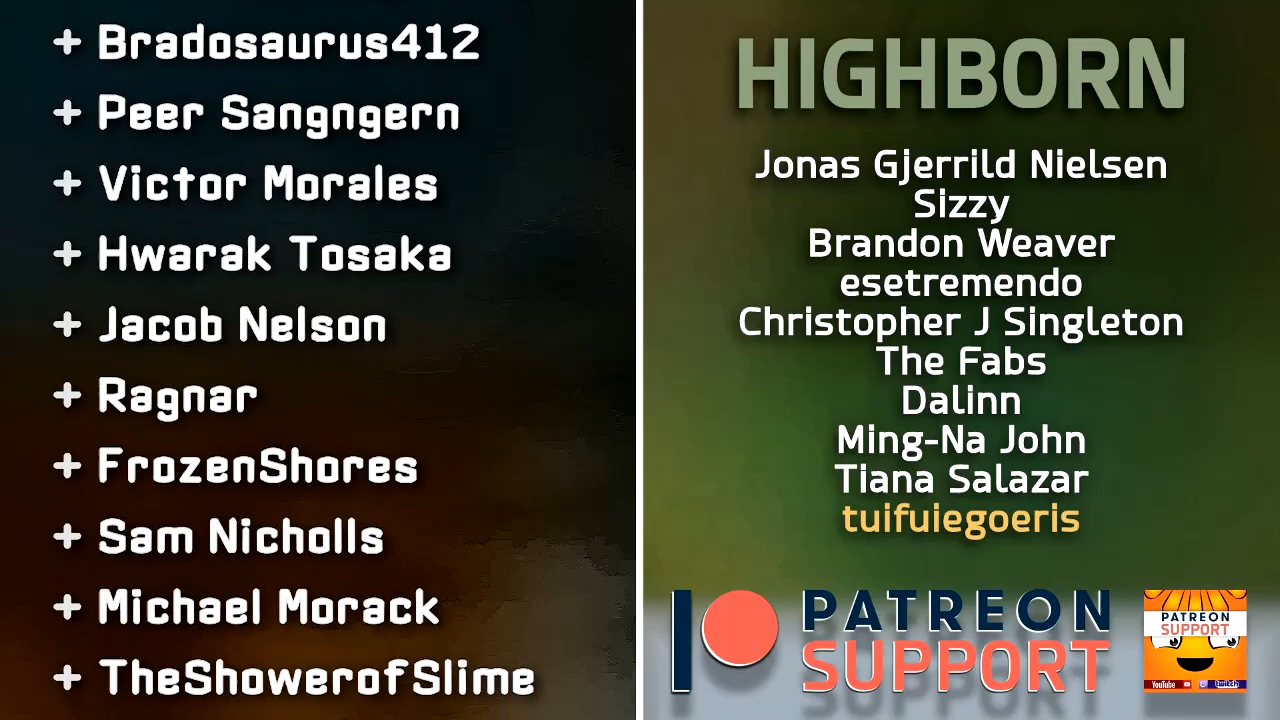 + Bradosaurus412
+ Peer Sangngern
+ Victor Morales
+ Hwarak Tosaka
+ Jacob Nelson
+ Ragnar
+ FrozenShores
+ Sam Nicholls
+ Michael Morack
+ TheShowerofSlime
HIGHBORN
Jonas Gjerrild Nielsen
Sizzy
Brandon Weaver
esetremendo
Christopher J Singleton
The Fabs
Dalinn
Ming-Na John
Tiana Salazar
tuifuiegoeris
PATREON
SUPPORT
PATREON
SUPPORT
YouTube twitch